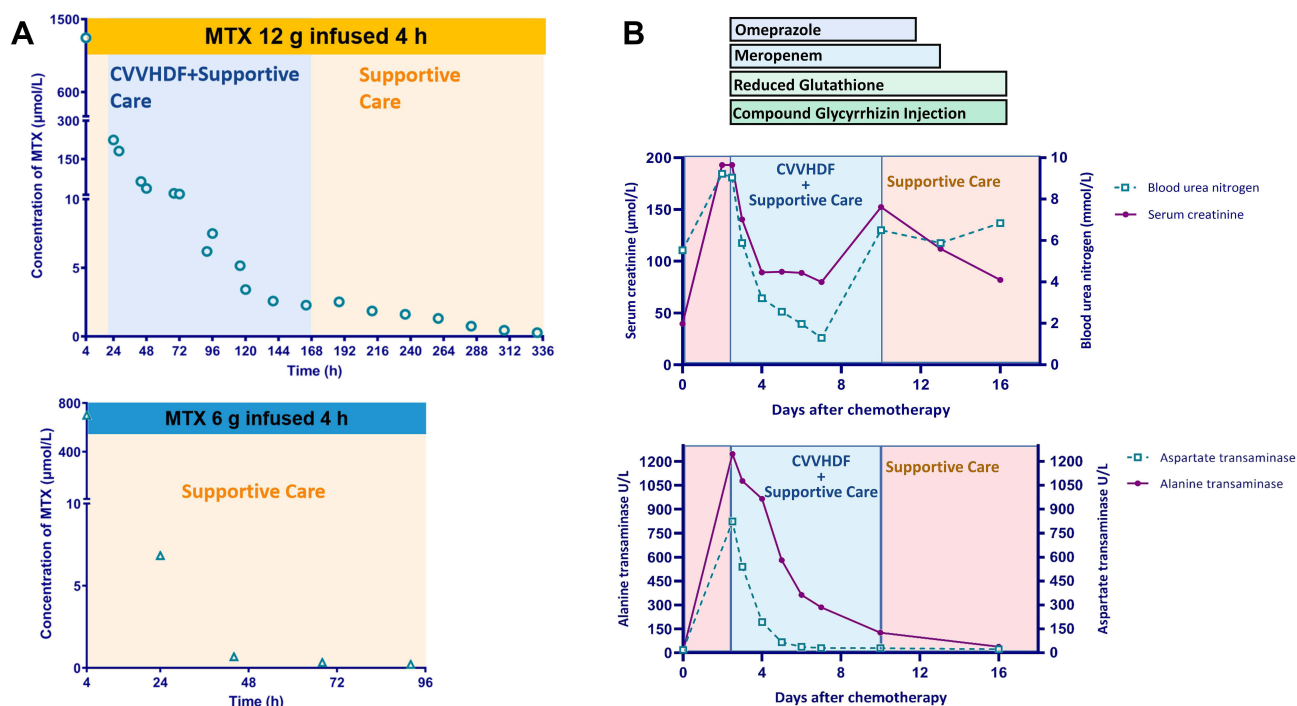 A
MTX 12 g infused 4 h
CVVHDF+Supportive
Care
Supportive
Care
Concentration of MTX (µmol/L)
1500
600
300
150
10
5
0
4 24 48 72 96 120 144 168 192 216 240 264 288 312 336
Time (h)
MTX 6 g infused 4 h
Supportive Care
Concentration of MTX (µmol/L)
800
400
10
5
0
4 24 48 72 96
Time (h)
B
Omeprazole
Meropenem
Reduced Glutathione
Compound Glycyrrhizin Injection
CVVHDF
+
Supportive Care
Supportive Care
Serum creatinine (µmol/L)
200
150
100
50
0
10
8
6
4
2
0
Blood urea nitrogen (mmol/L)
0 4 8 12 16
Days after chemotherapy
Blood urea nitrogen
Serum creatinine
CVVHDF
+
Supportive Care
Supportive Care
Alanine transaminase U/L
1200
1050
900
750
600
450
300
150
0
1200
1050
900
750
600
450
300
150
0
Aspartate transaminase U/L
0 4 8 12 16
Days after chemotherapy
Aspartate transaminase
Alanine transaminase